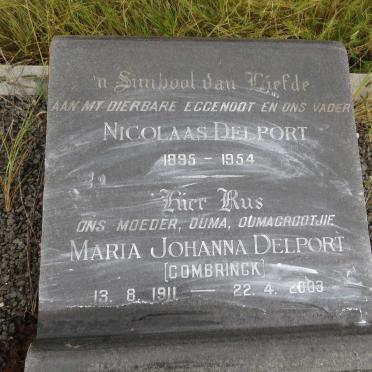 'n Simbool van Liefde
AAN MY DIERBARE EGGENOOT EN ONS VADER
NICOLAAS DELPORT
1895 - 1954
Hier Rus
ONS MOEDER, OUMA, OUMAGROOTJIE
MARIA JOHANNA DELPORT
[GOMBRINCK]
13. 8. 1911 — 22. 4. 2003